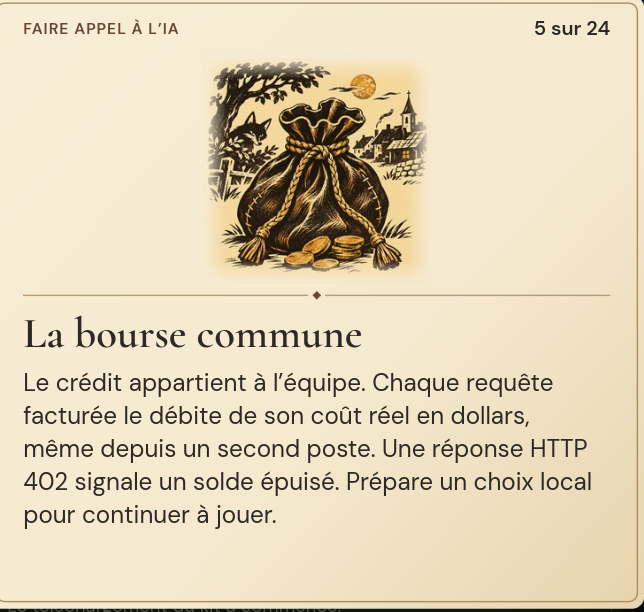 FAIRE APPEL À L’IA
5 sur 24
La bourse commune
Le crédit appartient à l’équipe. Chaque requête
facturée le débite de son coût réel en dollars,
même depuis un second poste. Une réponse HTTP
402 signale un solde épuisé. Prépare un choix local
pour continuer à jouer.